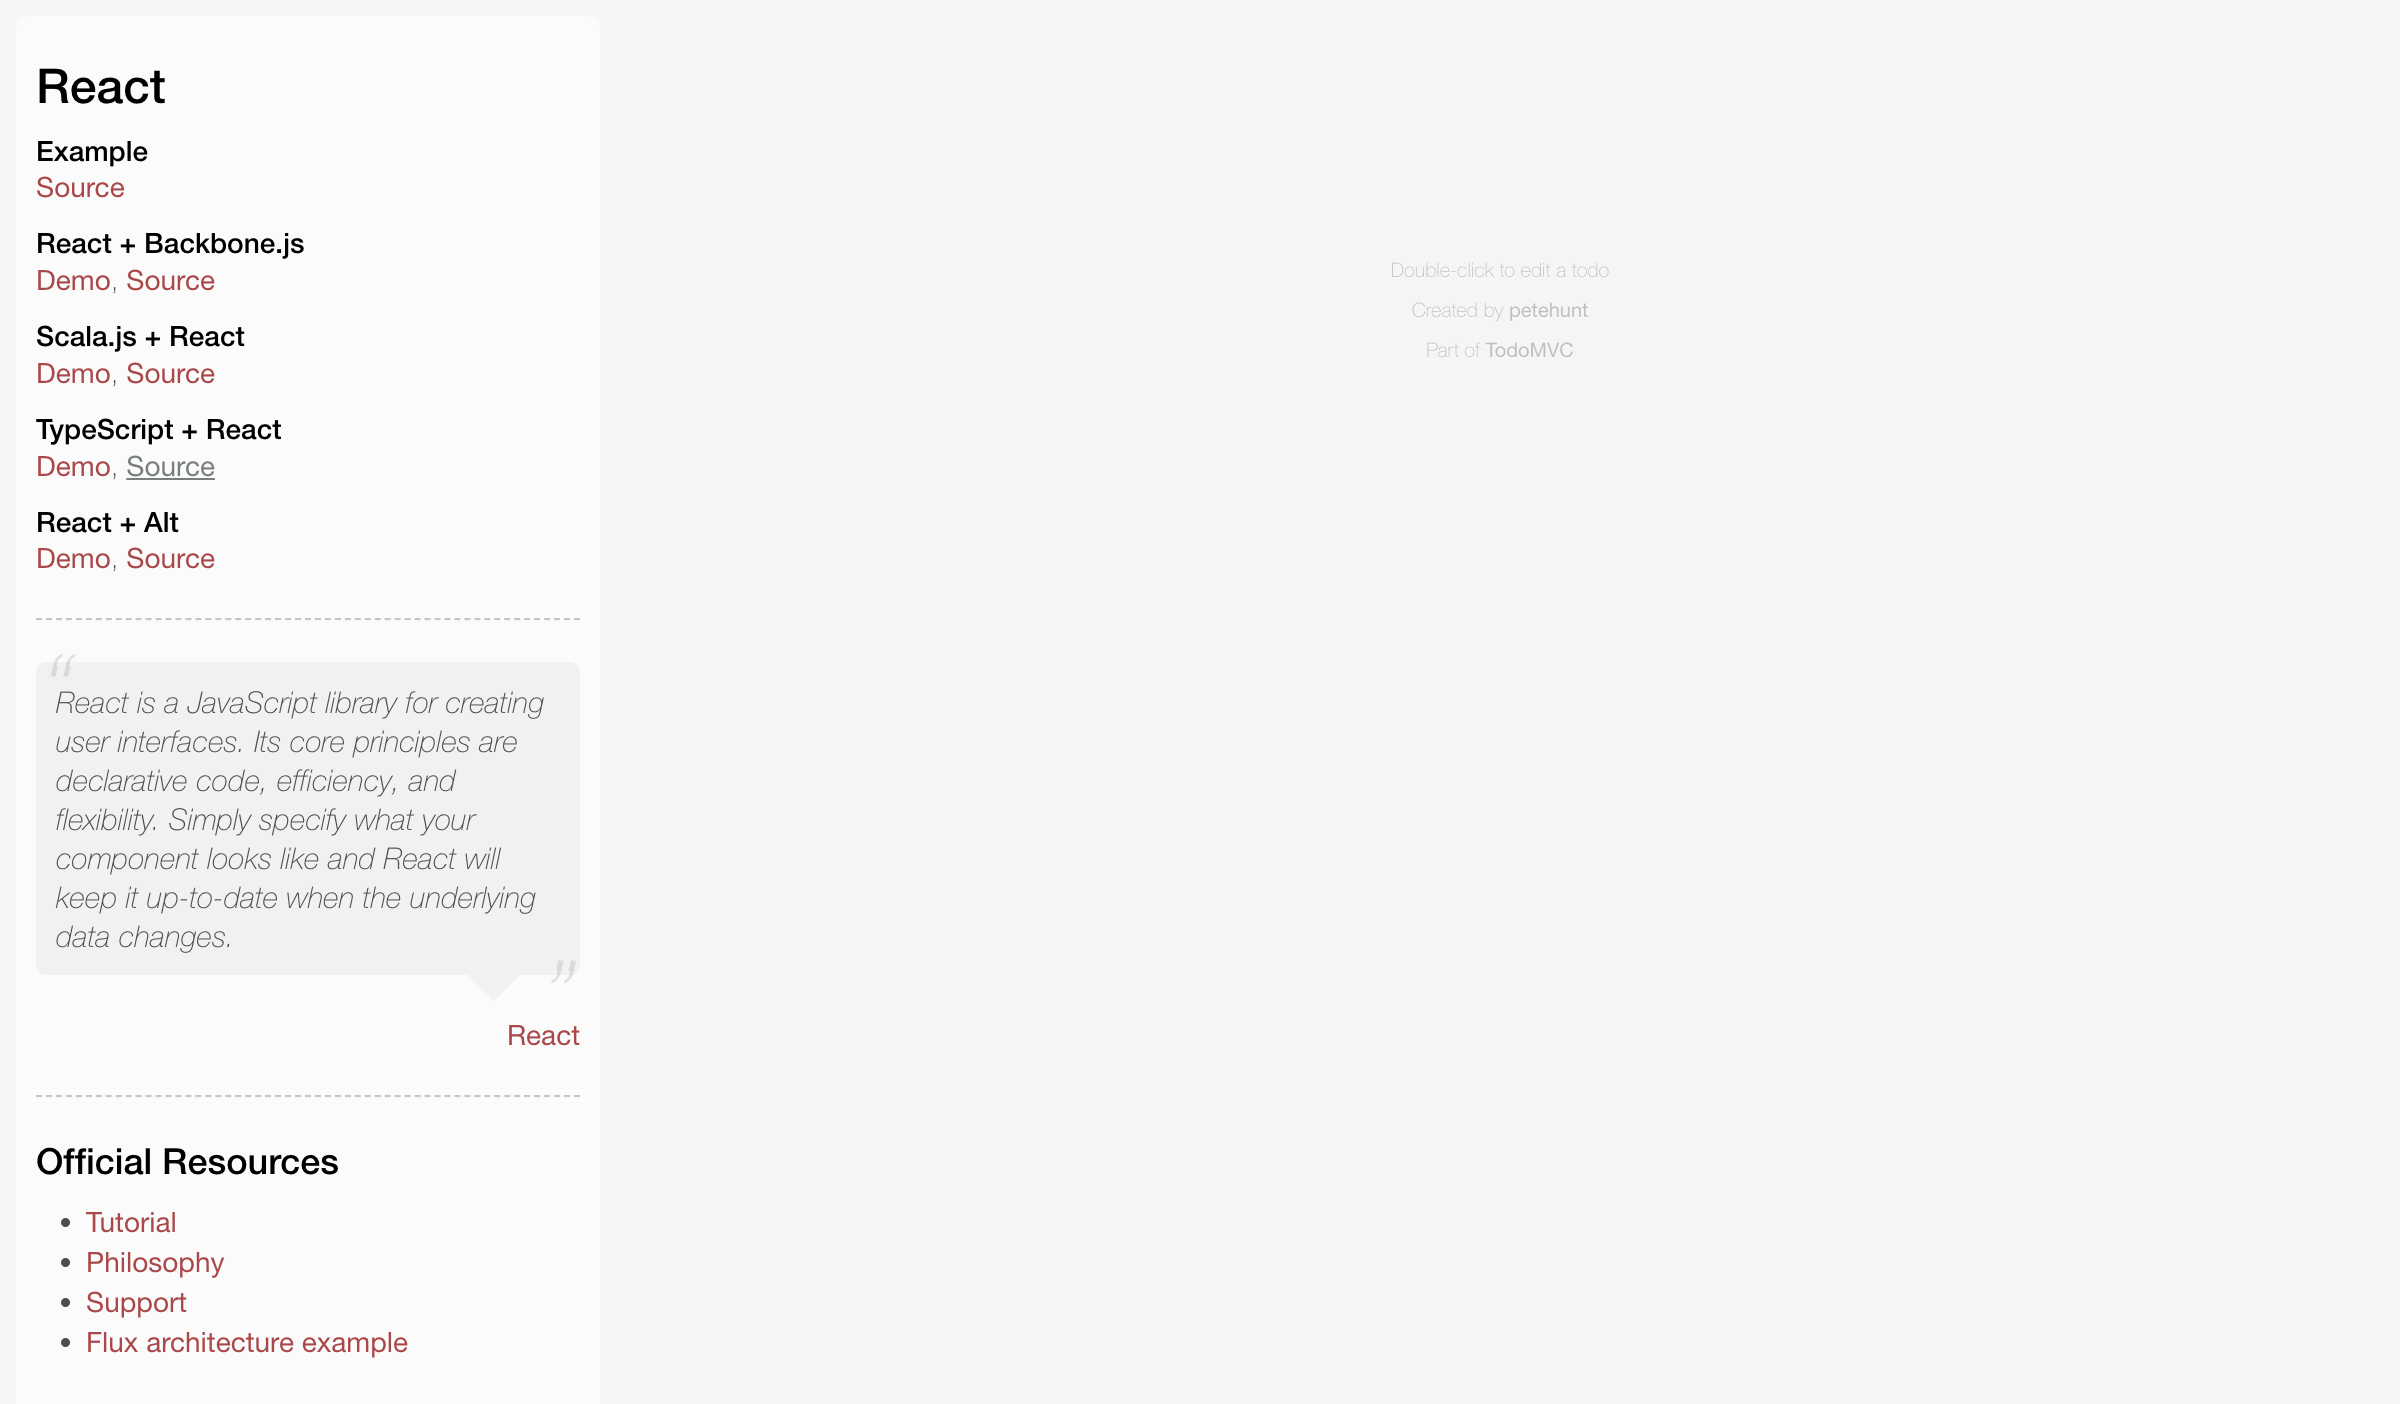 React
Example
Source
React + Backbone.js
Demo, Source
Scala.js + React
Demo, Source
TypeScript + React
Demo, Source
React + Alt
Demo, Source
“
React is a JavaScript library for creating
user interfaces. Its core principles are
declarative code, efficiency, and
flexibility. Simply specify what your
component looks like and React will
keep it up-to-date when the underlying
data changes.
”
React
Official Resources
• Tutorial
• Philosophy
• Support
• Flux architecture example
Double-click to edit a todo
Created by petehunt
Part of TodoMVC